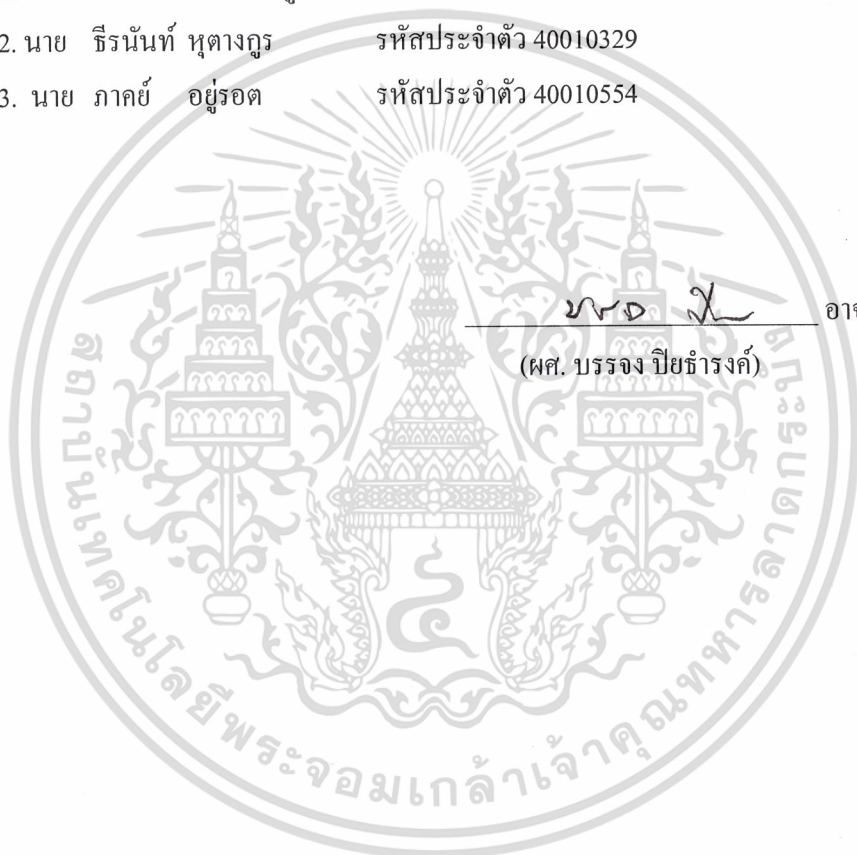 2. นาย ธีรนันท์ หุตางกูร รหัสประจำตัว 40010329
3. นาย ภาคย์ อยู่รอต รหัสประจำตัว 40010554
อาจ
(ผศ. บรรจง ปิยธำรงค์)
สถาบันเทคโนโลยีพระจอมเกล้าเจ้าคุณทหารลาดกระบัง